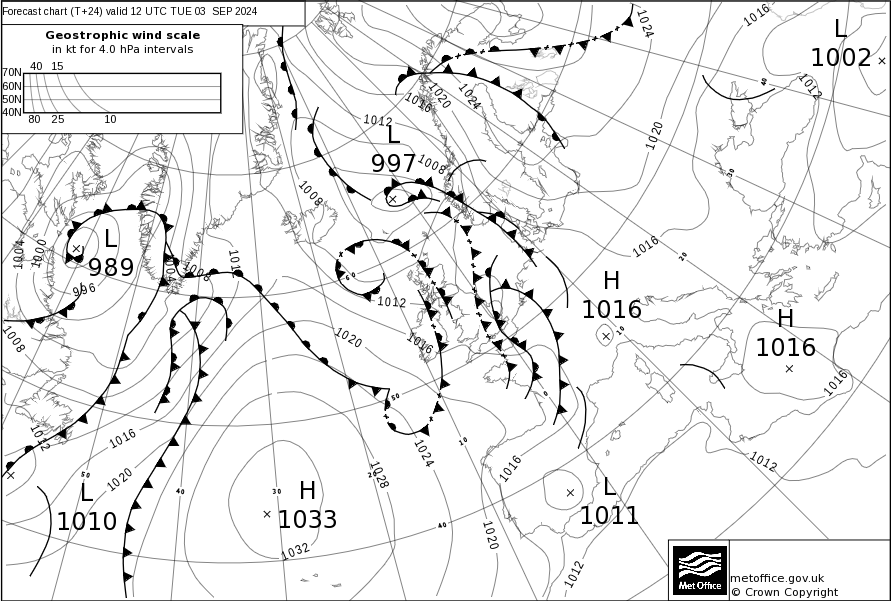 Forecast chart (T+24) valid 12 UTC TUE 03 SEP 2024
Geostrophic wind scale
in kt for 4.0 hPa intervals
40 15
70N
60N
50N
40N
80 25 10
1024
1016
L
1002
40
1012
1020
1024
1016
1012
L
997
1008
1020
30
1008
1016
20
1004
1000
L
989
996
1004
1008
1016
60
1012
H
1016
10
H
1016
1020
1016
1008
1016
50
0
1012
1016
1020
50
L
1010
40
30
H
1033
1032
20
1028
1024
10
40
1020
1016
L
1011
1012
1012
Met Office
metoffice.gov.uk
© Crown Copyright